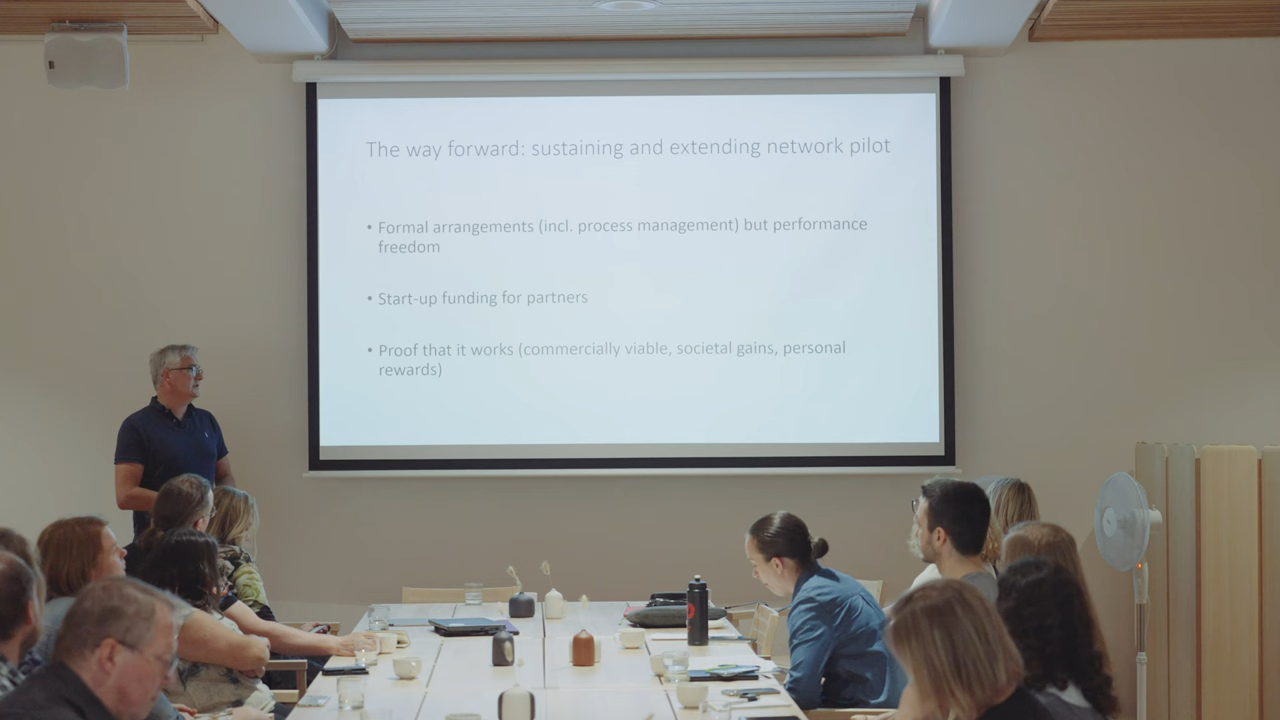 The way forward: sustaining and extending network pilot
• Formal arrangements (incl. process management) but performance
freedom
• Start-up funding for partners
• Proof that it works (commercially viable, societal gains, personal
rewards)